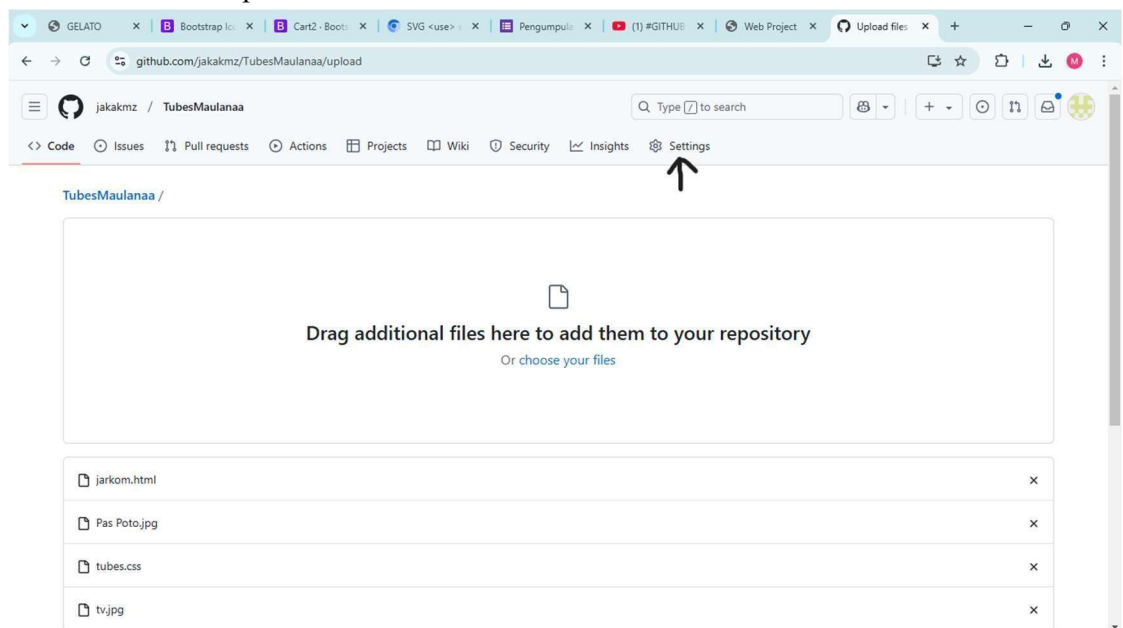 GELATO
Bootstrap Ic
Cart2 · Boots
SVG <use>
Pengumpula
(1) #GITHUB
Web Project
Upload files
github.com/jakakmz/TubesMaulanaa/upload
M
jakakmz / TubesMaulanaa
Type / to search
<> Code
Issues
Pull requests
Actions
Projects
Wiki
Security
Insights
Settings
TubesMaulanaa /
Drag additional files here to add them to your repository
Or choose your files
jarkom.html
Pas Poto.jpg
tubes.css
tv.jpg